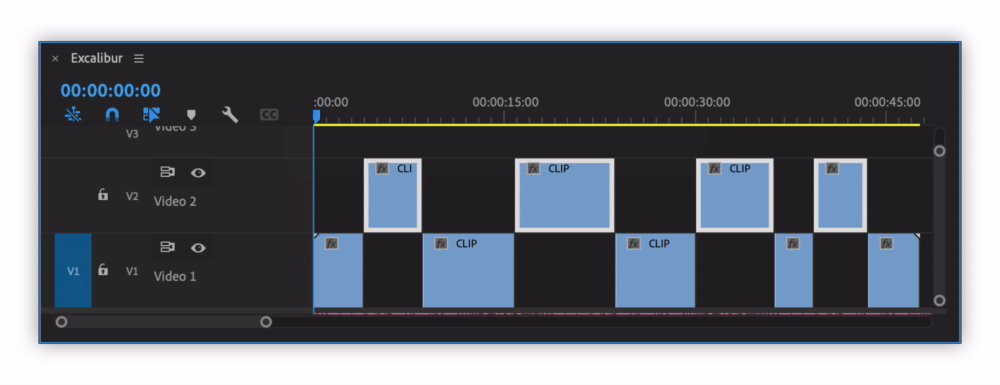 × Excalibur
00:00:00:00
:00:00 00:00:15:00 00:00:30:00 00:00:45:00
CC
V3 Video 3
fx CLI fx CLIP fx CLIP fx
V2
Video 2
fx fx CLIP fx CLIP fx fx
V1 V1
Video 1